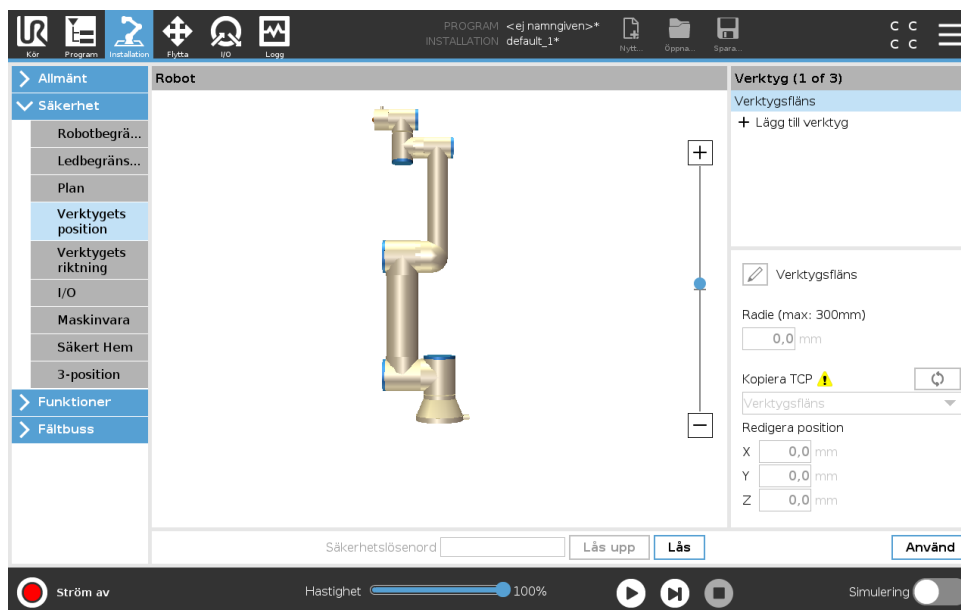 UR
Kör
Program
Installation
Flytta
I/O
Logg
PROGRAM <ej namngiven>*
INSTALLATION default_1*
Nytt...
Öppna...
Spara...
C C
C C
Allmänt
Säkerhet
Robotbegrä...
Ledbegräns...
Plan
Verktygets
position
Verktygets
riktning
I/O
Maskinvara
Säkert Hem
3-position
Funktioner
Fältbuss
Robot
Verktyg (1 of 3)
Verktygsfläns
+ Lägg till verktyg
Verktygsfläns
Radie (max: 300mm)
0,0 mm
Kopiera TCP
Verktygsfläns
Redigera position
X 0,0 mm
Y 0,0 mm
Z 0,0 mm
Säkerhetslösenord
Lås upp
Lås
Använd
Ström av
Hastighet
100%
Simulering